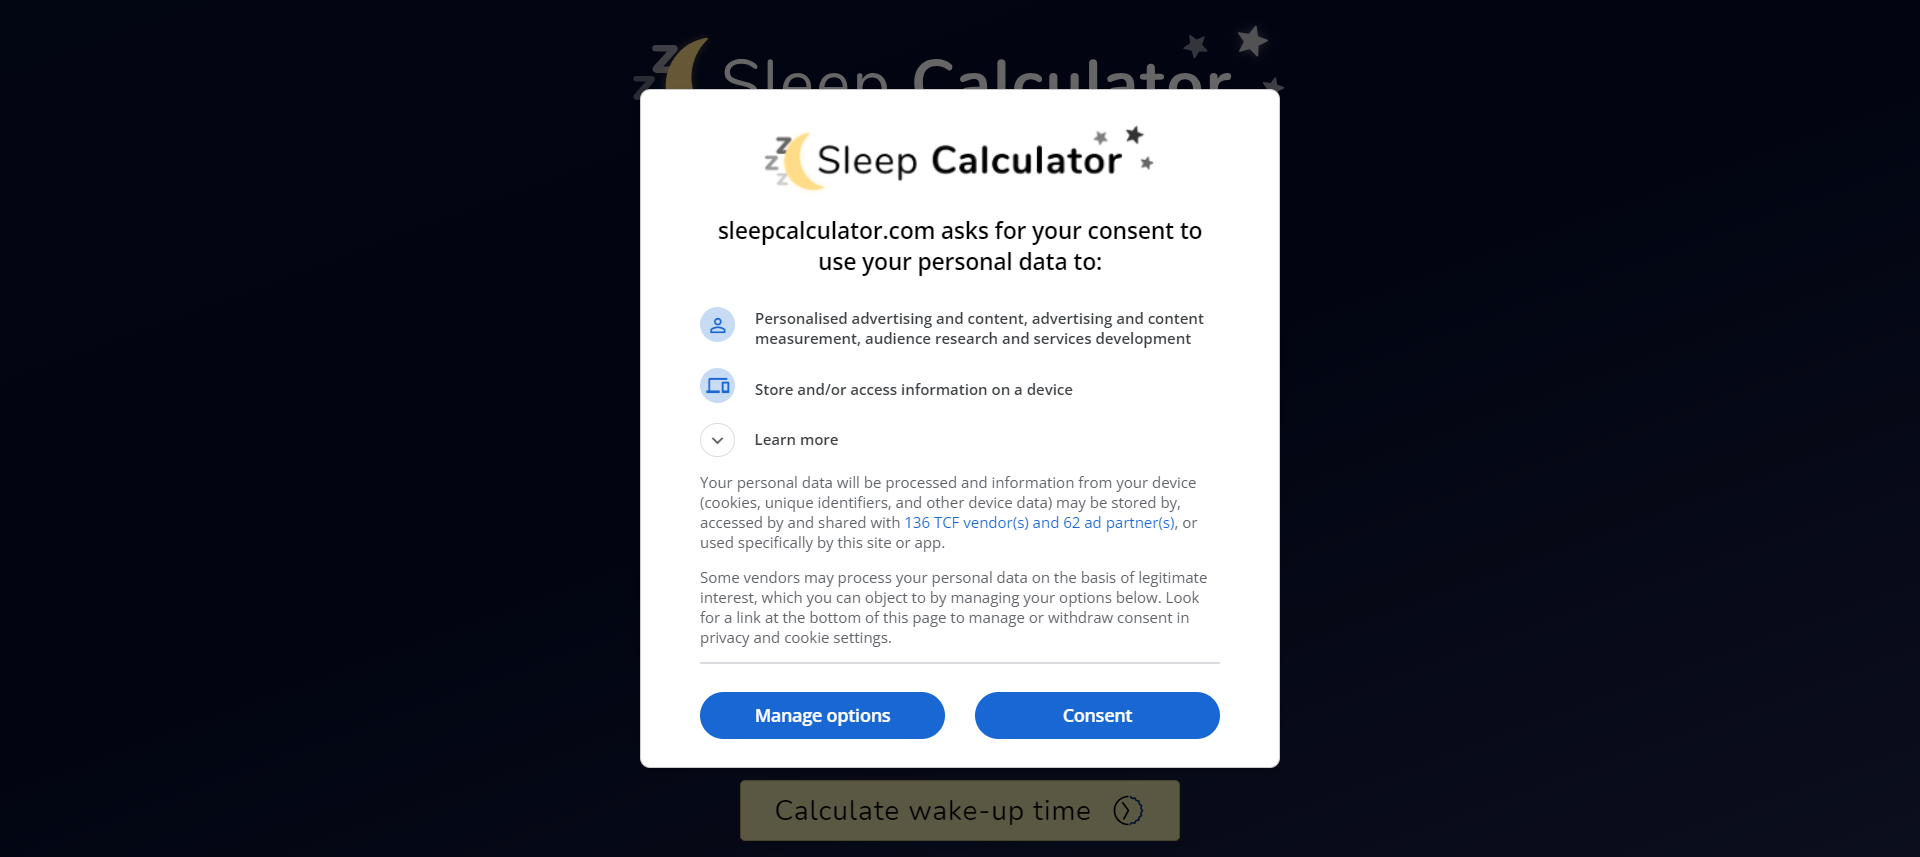 Sleep Calculator
Sleep Calculator
sleepcalculator.com asks for your consent to
use your personal data to:
Personalised advertising and content, advertising and content
measurement, audience research and services development
Store and/or access information on a device
Learn more
Your personal data will be processed and information from your device
(cookies, unique identifiers, and other device data) may be stored by,
accessed by and shared with 136 TCF vendor(s) and 62 ad partner(s), or
used specifically by this site or app.
Some vendors may process your personal data on the basis of legitimate
interest, which you can object to by managing your options below. Look
for a link at the bottom of this page to manage or withdraw consent in
privacy and cookie settings.
Manage options
Consent
Calculate wake-up time